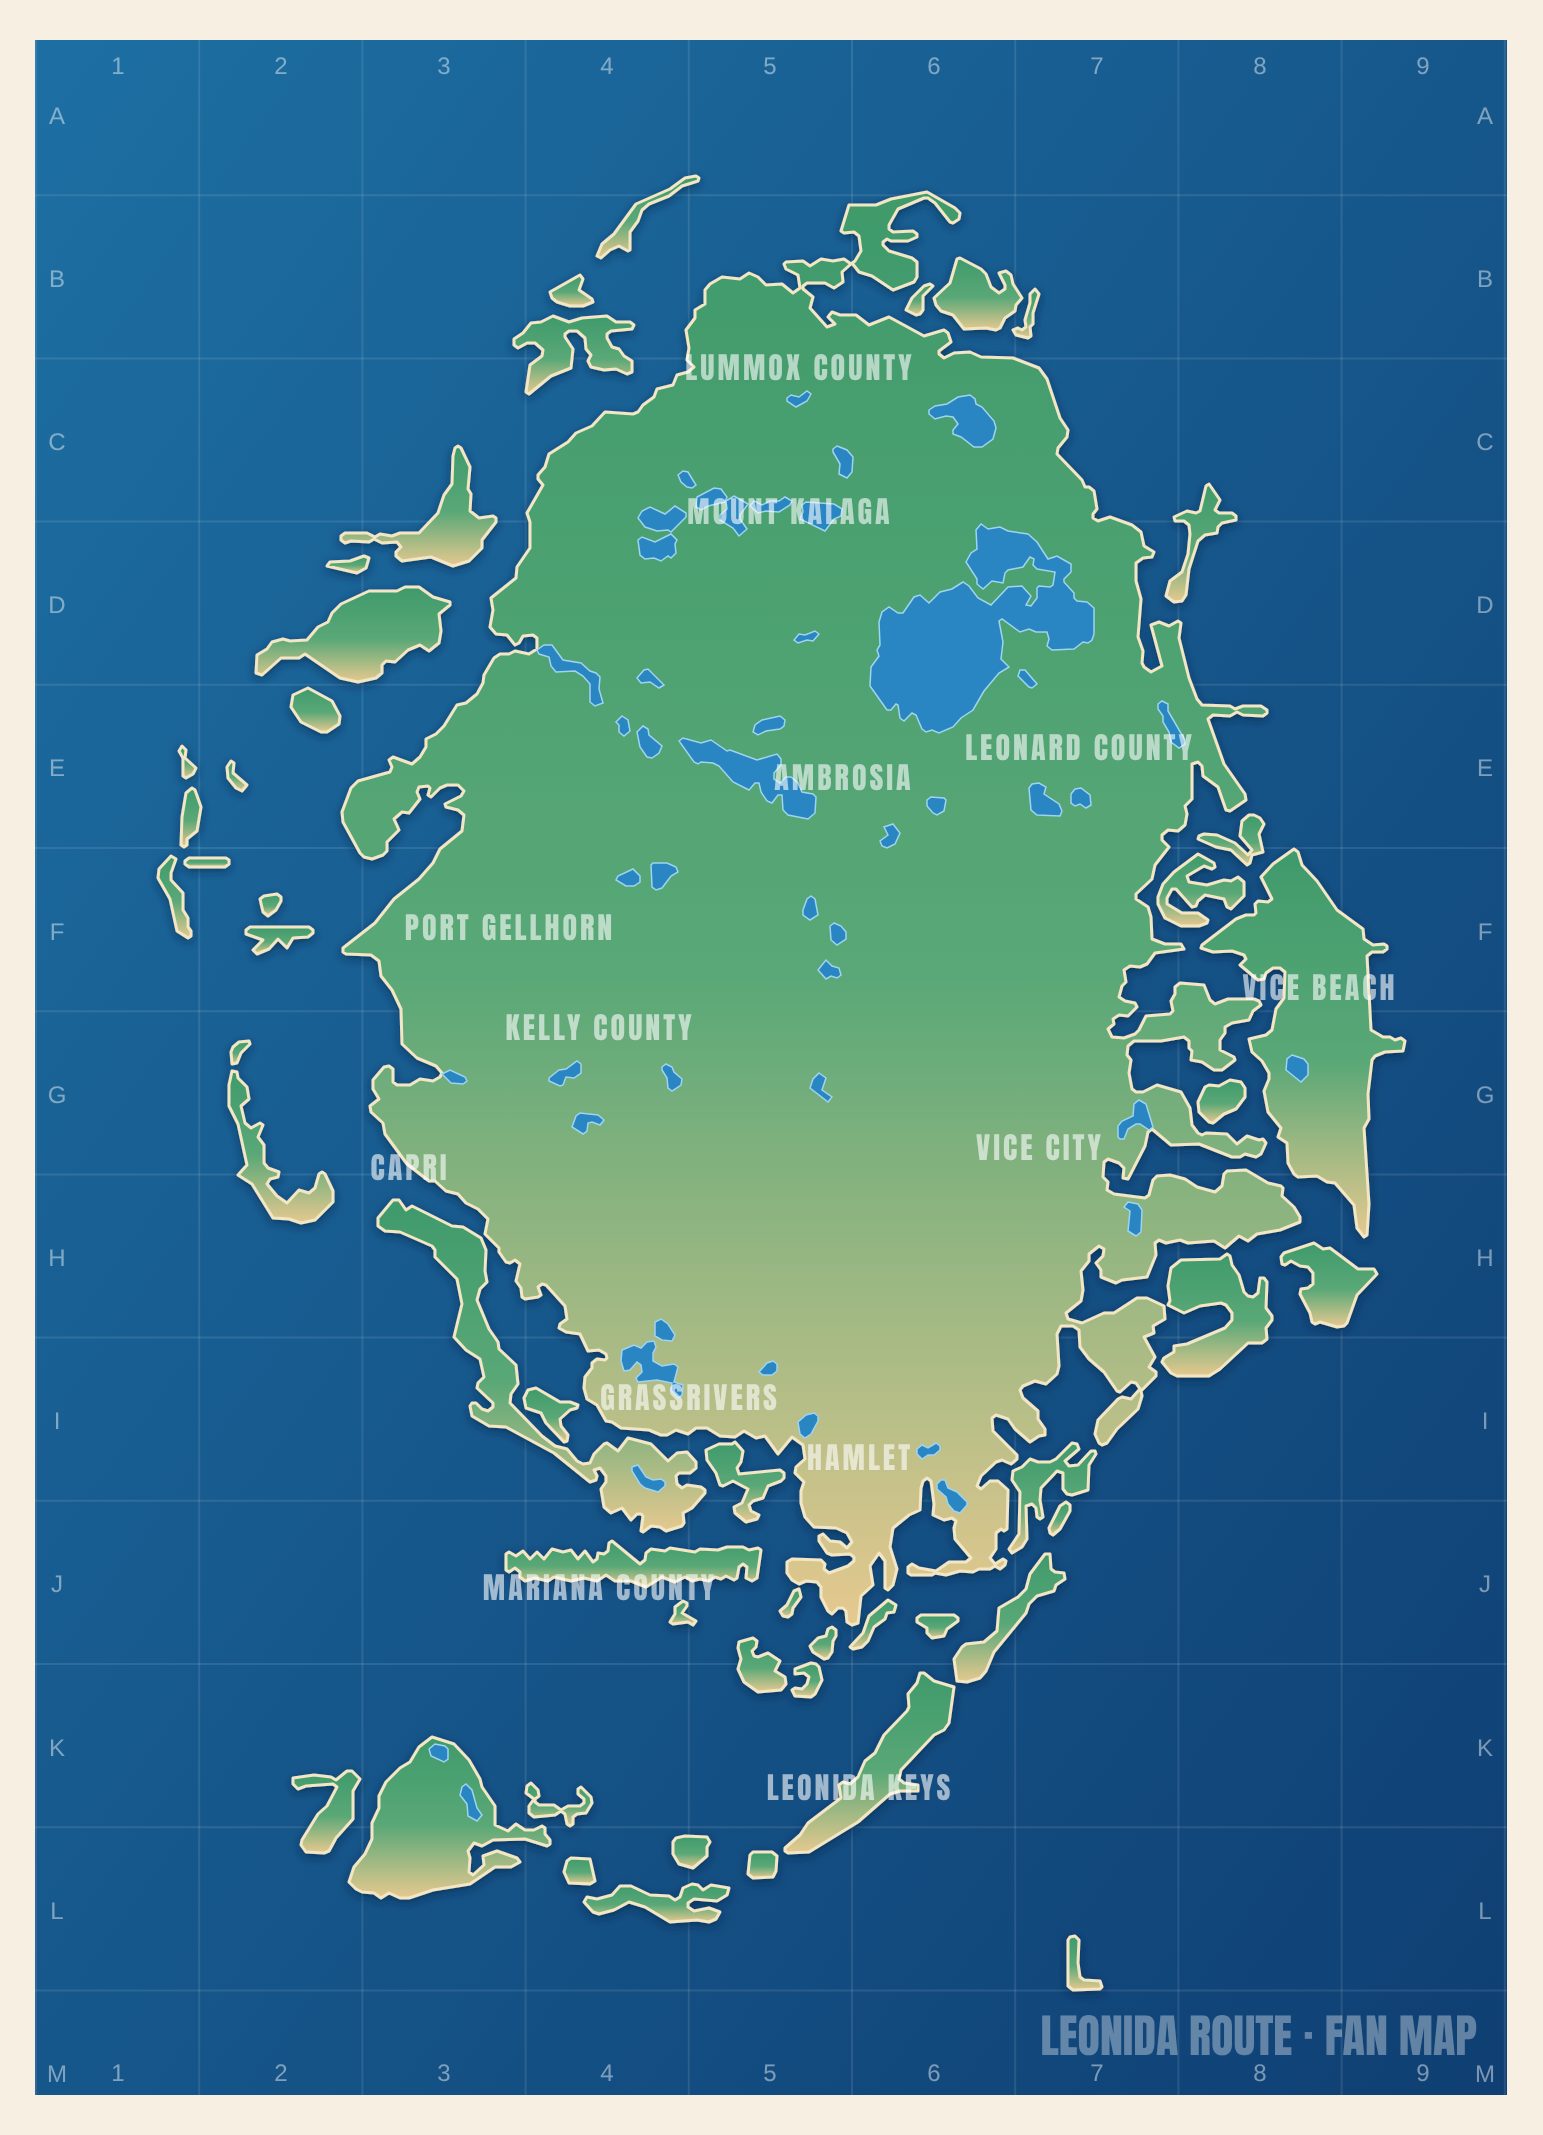 1 2 3 4 5 6 7 8 9
A A
B B
LUMMOX COUNTY
C C
MOUNT KALAGA
D D
LEONARD COUNTY
E E
AMBROSIA
PORT GELLHORN
F F
VICE BEACH
KELLY COUNTY
G G
VICE CITY
CAPRI
H H
GRASSRIVERS
I I
HAMLET
J J
MARIANA COUNTY
K K
LEONIDA KEYS
L L
LEONIDA ROUTE · FAN MAP
M 1 2 3 4 5 6 7 8 9 M